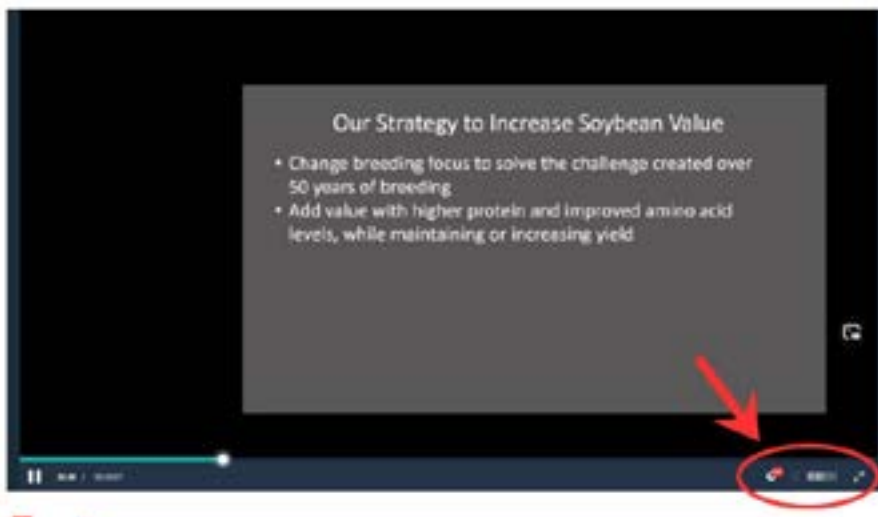 Our Strategy to Increase Soybean Value
• Change breeding focus to solve the challenge created over
50 years of breeding
• Add value with higher protein and improved amino acid
levels, while maintaining or increasing yield